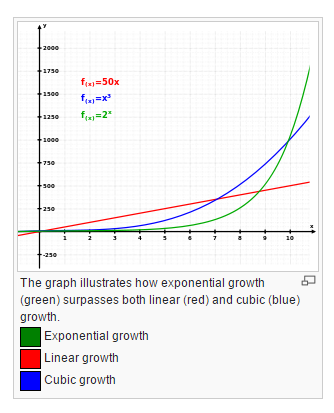 2000
1750
1500
1250
1000
750
500
250
-250
f(x)=50x
f(x)=x³
f(x)=2ˣ
1 2 3 4 5 6 7 8 9 10
x
The graph illustrates how exponential growth
(green) surpasses both linear (red) and cubic (blue)
growth.
Exponential growth
Linear growth
Cubic growth